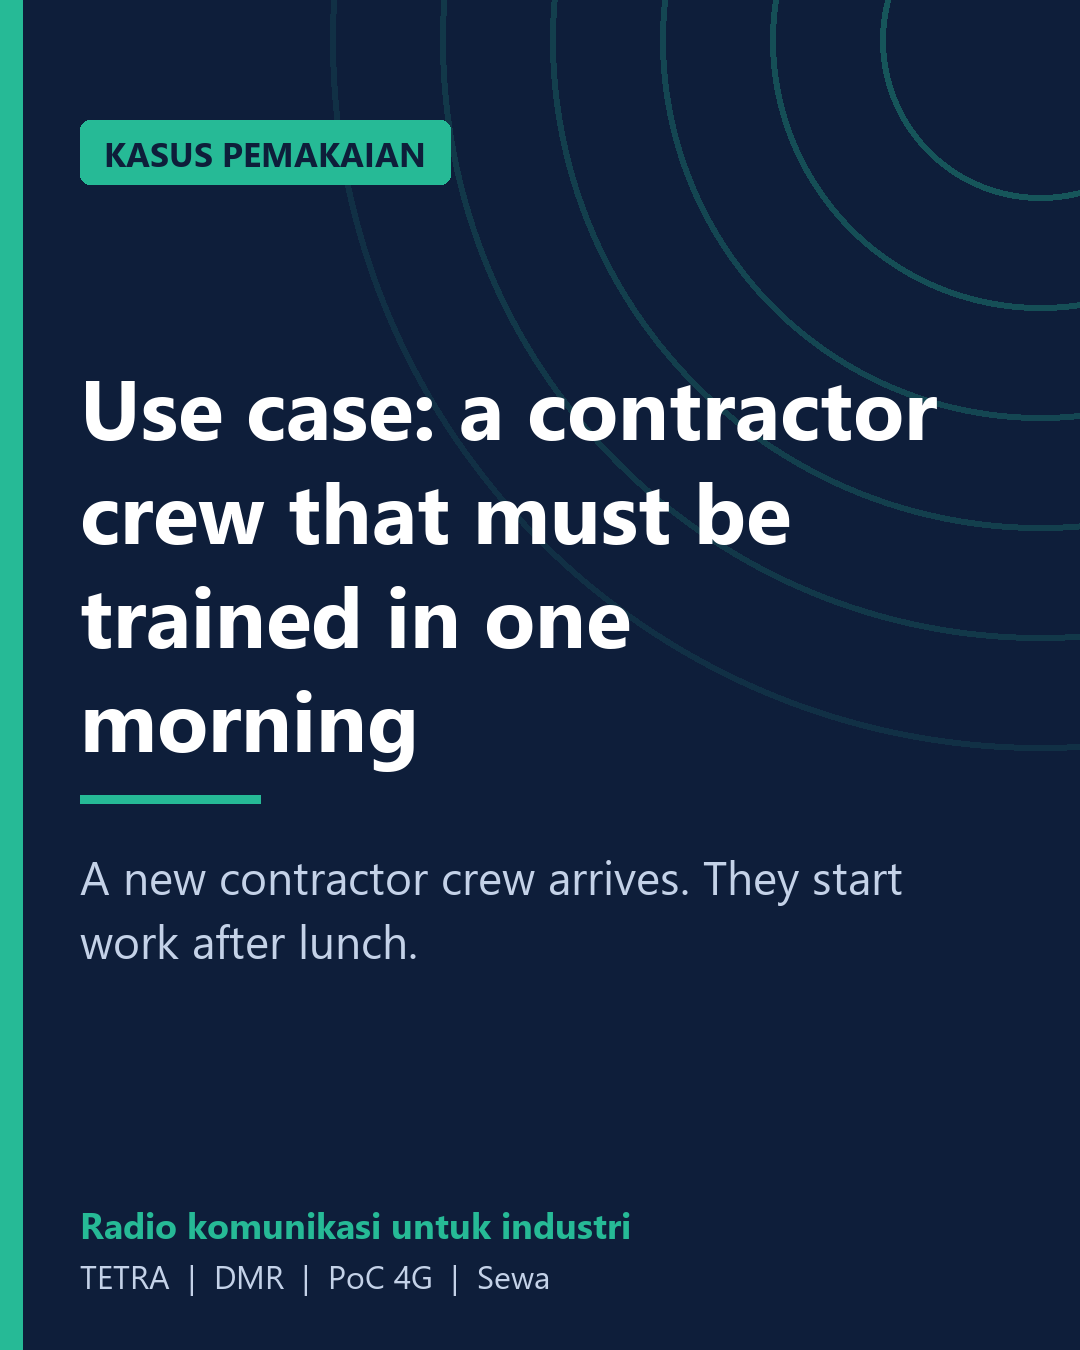 KASUS PEMAKAIAN
Use case: a contractor
crew that must be
trained in one
morning
A new contractor crew arrives. They start
work after lunch.
Radio komunikasi untuk industri
TETRA | DMR | PoC 4G | Sewa